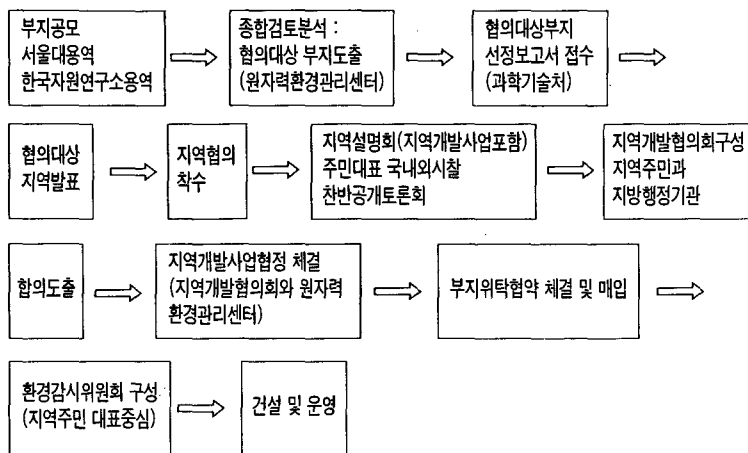 부지공모
서울대용역
한국자원연구소용역
종합검토분석 :
협의대상 부지도출
(원자력환경관리센터)
협의대상부지
선정보고서 접수
(과학기술처)
협의대상
지역발표
지역협의
착수
지역설명회(지역개발사업포함)
주민대표 국내외시찰
찬반공개토론회
지역개발협의회구성
지역주민과
지방행정기관
합의도출
지역개발사업협정 체결
(지역개발협의회와 원자력
환경관리센터)
부지위탁협약 체결 및 매입
환경감시위원회 구성
(지역주민 대표중심)
건설 및 운영